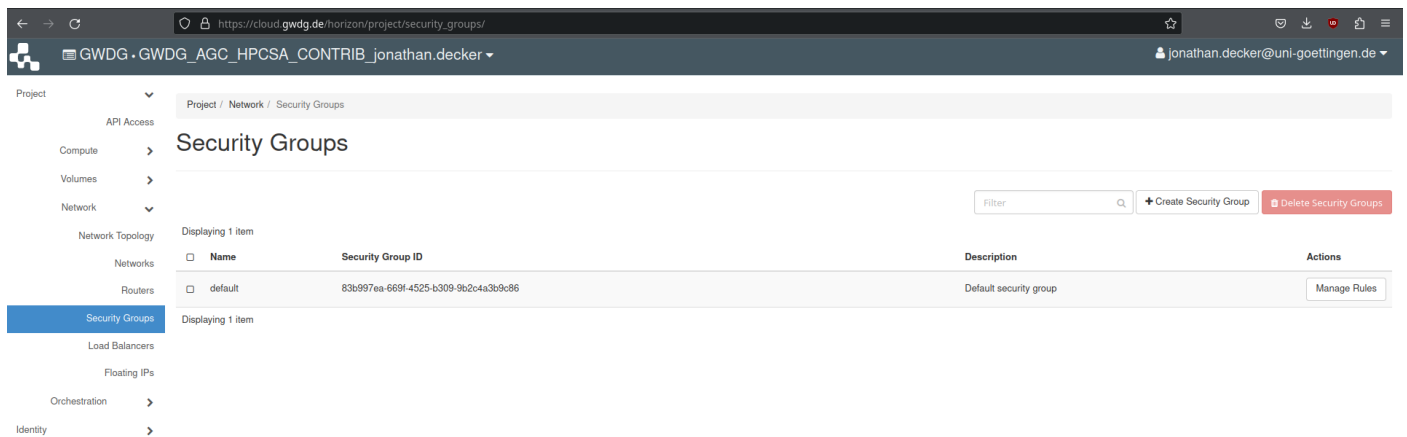 https://cloud.gwdg.de/horizon/project/security_groups/
GWDG • GWDG_AGC_HPCSA_CONTRIB_jonathan.decker
jonathan.decker@uni-goettingen.de
Project
API Access
Compute
Volumes
Network
Network Topology
Networks
Routers
Security Groups
Load Balancers
Floating IPs
Orchestration
Identity
Project / Network / Security Groups
Security Groups
Filter + Create Security Group Delete Security Groups
Displaying 1 item
Name Security Group ID Description Actions
default 83b997ea-669f-4525-b309-9b2c4a3b9c86 Default security group Manage Rules
Displaying 1 item